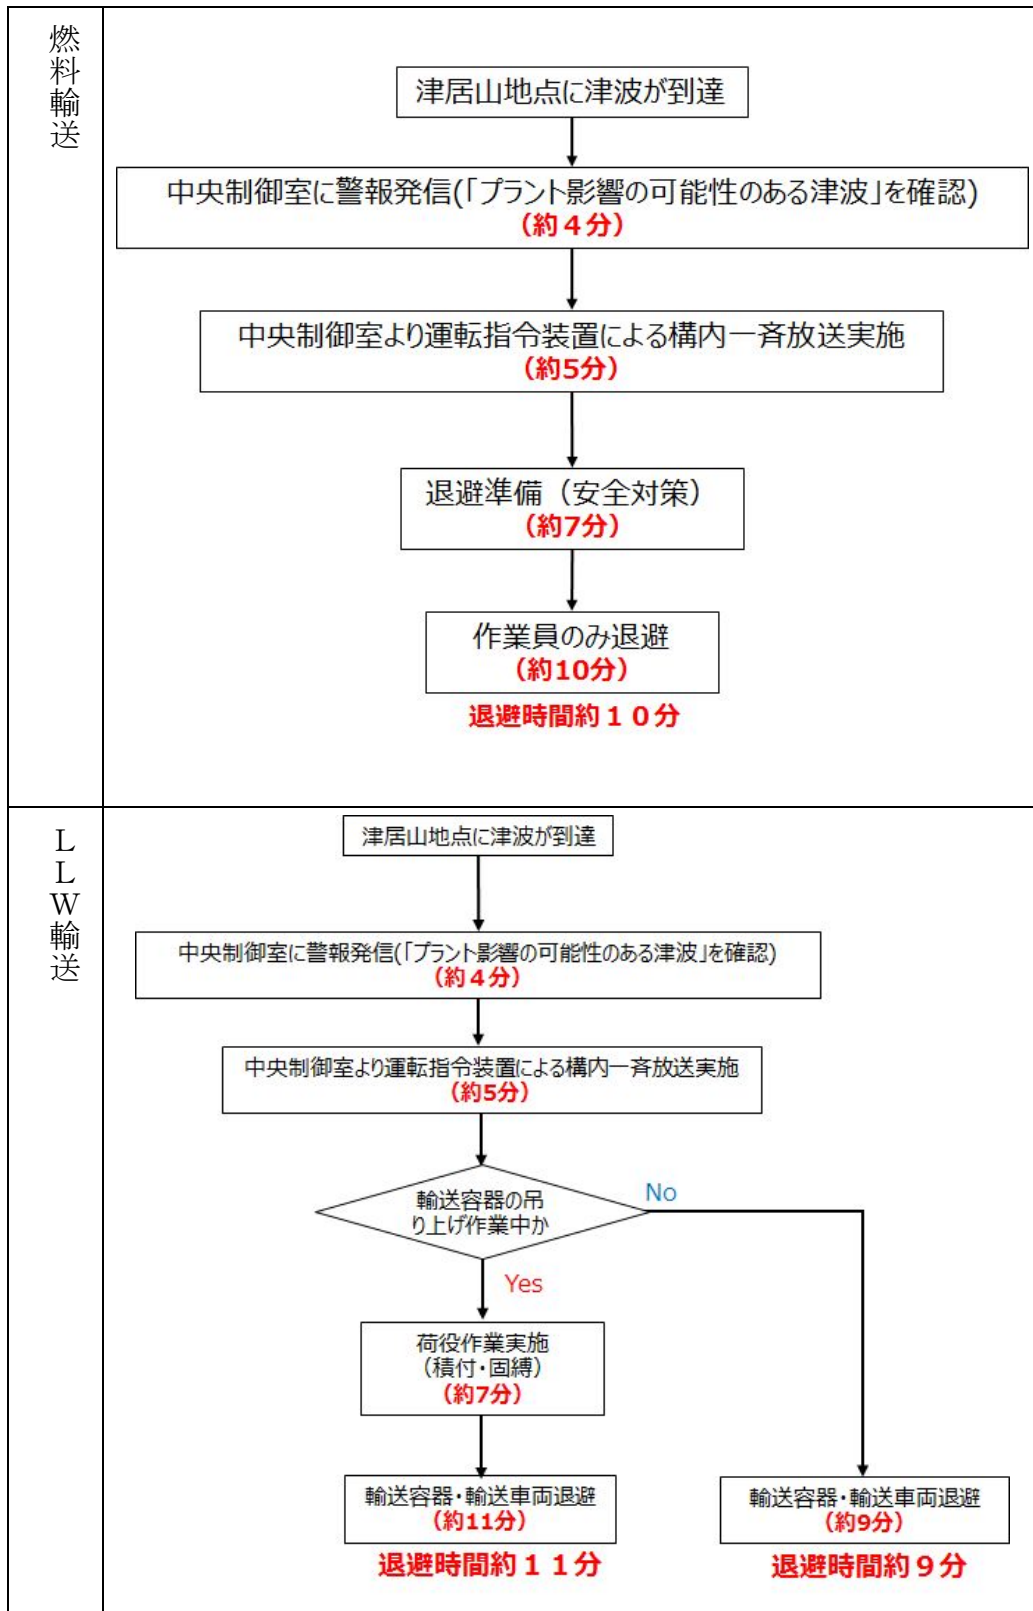 燃料輸送
津居山地点に津波が到達
中央制御室に警報発信(「プラント影響の可能性のある津波」を確認)
（約４分）
中央制御室より運転指令装置による構内一斉放送実施
（約5分）
退避準備（安全対策）
（約7分）
作業員のみ退避
（約10分）
退避時間約１０分
ＬＬＷ輸送
津居山地点に津波が到達
中央制御室に警報発信(「プラント影響の可能性のある津波」を確認)
（約４分）
中央制御室より運転指令装置による構内一斉放送実施
（約5分）
輸送容器の吊
り上げ作業中か
No
Yes
荷役作業実施
（積付・固縛）
（約7分）
輸送容器・輸送車両退避
（約11分）
退避時間約１１分
輸送容器・輸送車両退避
（約9分）
退避時間約９分